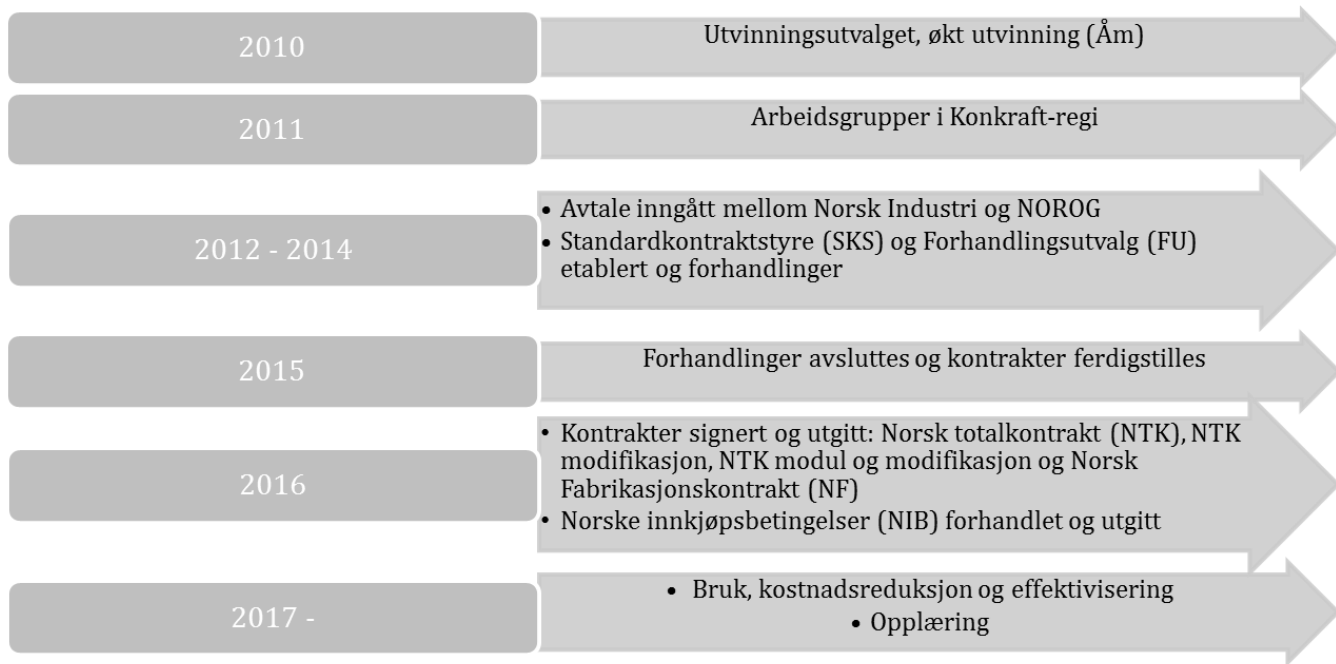 2010
Utvinningsutvalget, økt utvinning (Åm)
2011
Arbeidsgrupper i Konkraft-regi
2012 - 2014
• Avtale inngått mellom Norsk Industri og NOROG
• Standardkontraktstyre (SKS) og Forhandlingsutvalg (FU)
etablert og forhandlinger
2015
Forhandlinger avsluttes og kontrakter ferdigstilles
2016
• Kontrakter signert og utgitt: Norsk totalkontrakt (NTK), NTK
modifikasjon, NTK modul og modifikasjon og Norsk
Fabrikasjonskontrakt (NF)
• Norske innkjøpsbetingelser (NIB) forhandlet og utgitt
2017 -
• Bruk, kostnadsreduksjon og effektivisering
• Opplæring